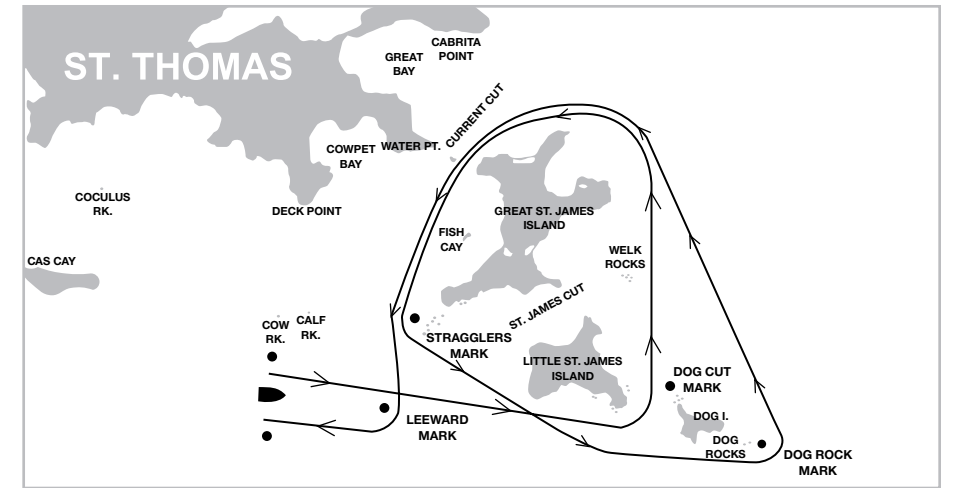 ST. THOMAS
CABRITA
POINT
GREAT
BAY
CURRENT CUT
WATER PT.
COWPET
BAY
COCULUS
RK.
DECK POINT
GREAT ST. JAMES
ISLAND
FISH
CAY
WELK
ROCKS
CAS CAY
ST. JAMES CUT
COW
RK.
CALF
RK.
STRAGGLERS
MARK
LITTLE ST. JAMES
ISLAND
DOG CUT
MARK
DOG I.
LEEWARD
MARK
DOG
ROCKS
DOG ROCK
MARK